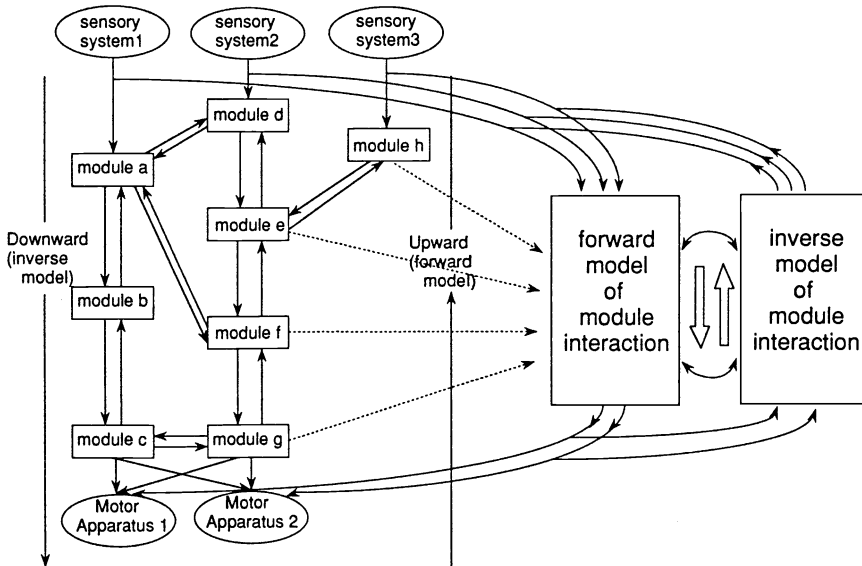 sensory
system1
sensory
system2
sensory
system3
module d
module h
module a
module e
Downward
(inverse
model)
Upward
(forward
model)
module b
module f
module c
module g
Motor
Apparatus 1
Motor
Apparatus 2
forward
model
of
module
interaction
inverse
model
of
module
interaction